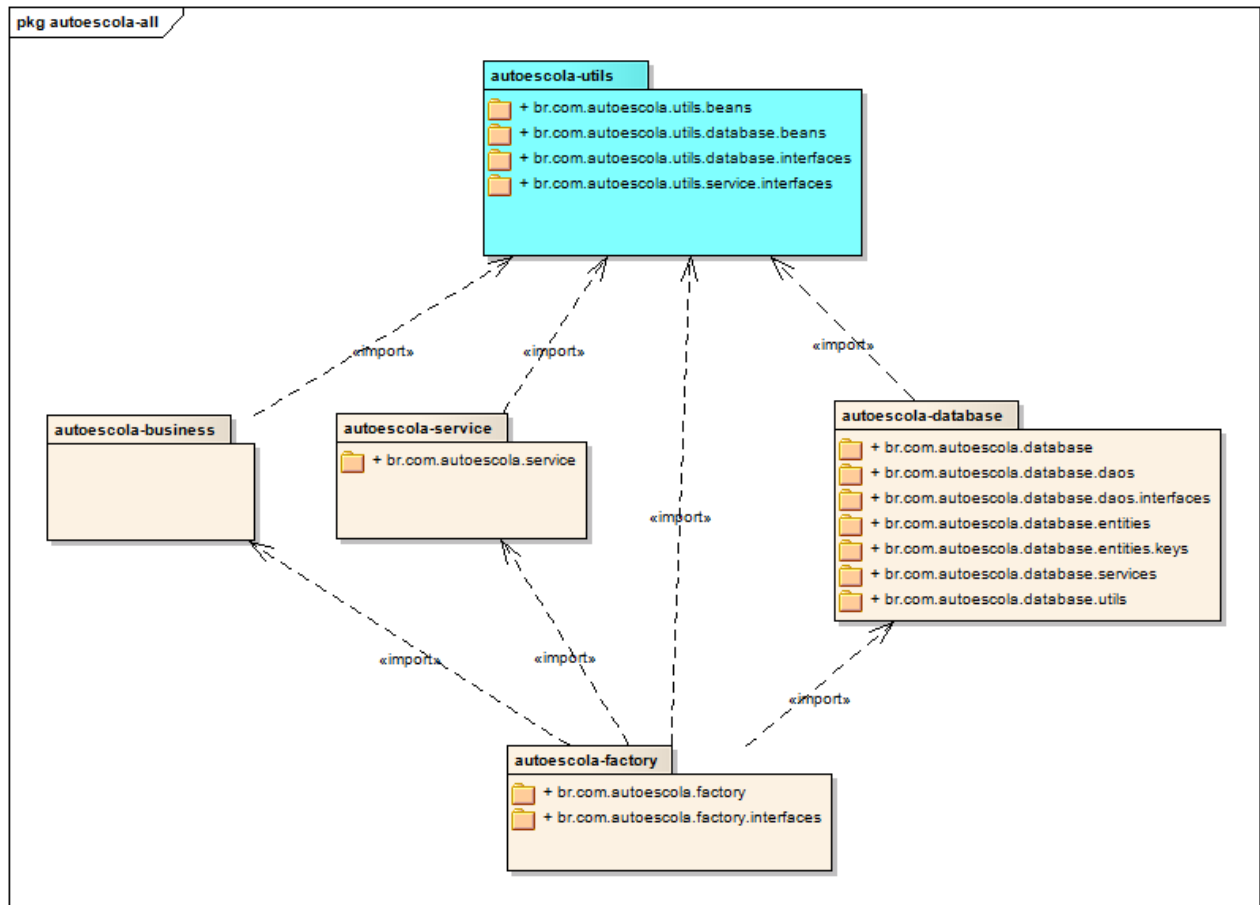 pkg autoescola-all
autoescola-utils
+ br.com.autoescola.utils.beans
+ br.com.autoescola.utils.database.beans
+ br.com.autoescola.utils.database.interfaces
+ br.com.autoescola.utils.service.interfaces
«import»
«import»
«import»
autoescola-business
autoescola-service
+ br.com.autoescola.service
autoescola-database
+ br.com.autoescola.database
+ br.com.autoescola.database.daos
+ br.com.autoescola.database.daos.interfaces
+ br.com.autoescola.database.entities
+ br.com.autoescola.database.entities.keys
+ br.com.autoescola.database.services
+ br.com.autoescola.database.utils
«import»
«import»
«import»
«import»
autoescola-factory
+ br.com.autoescola.factory
+ br.com.autoescola.factory.interfaces